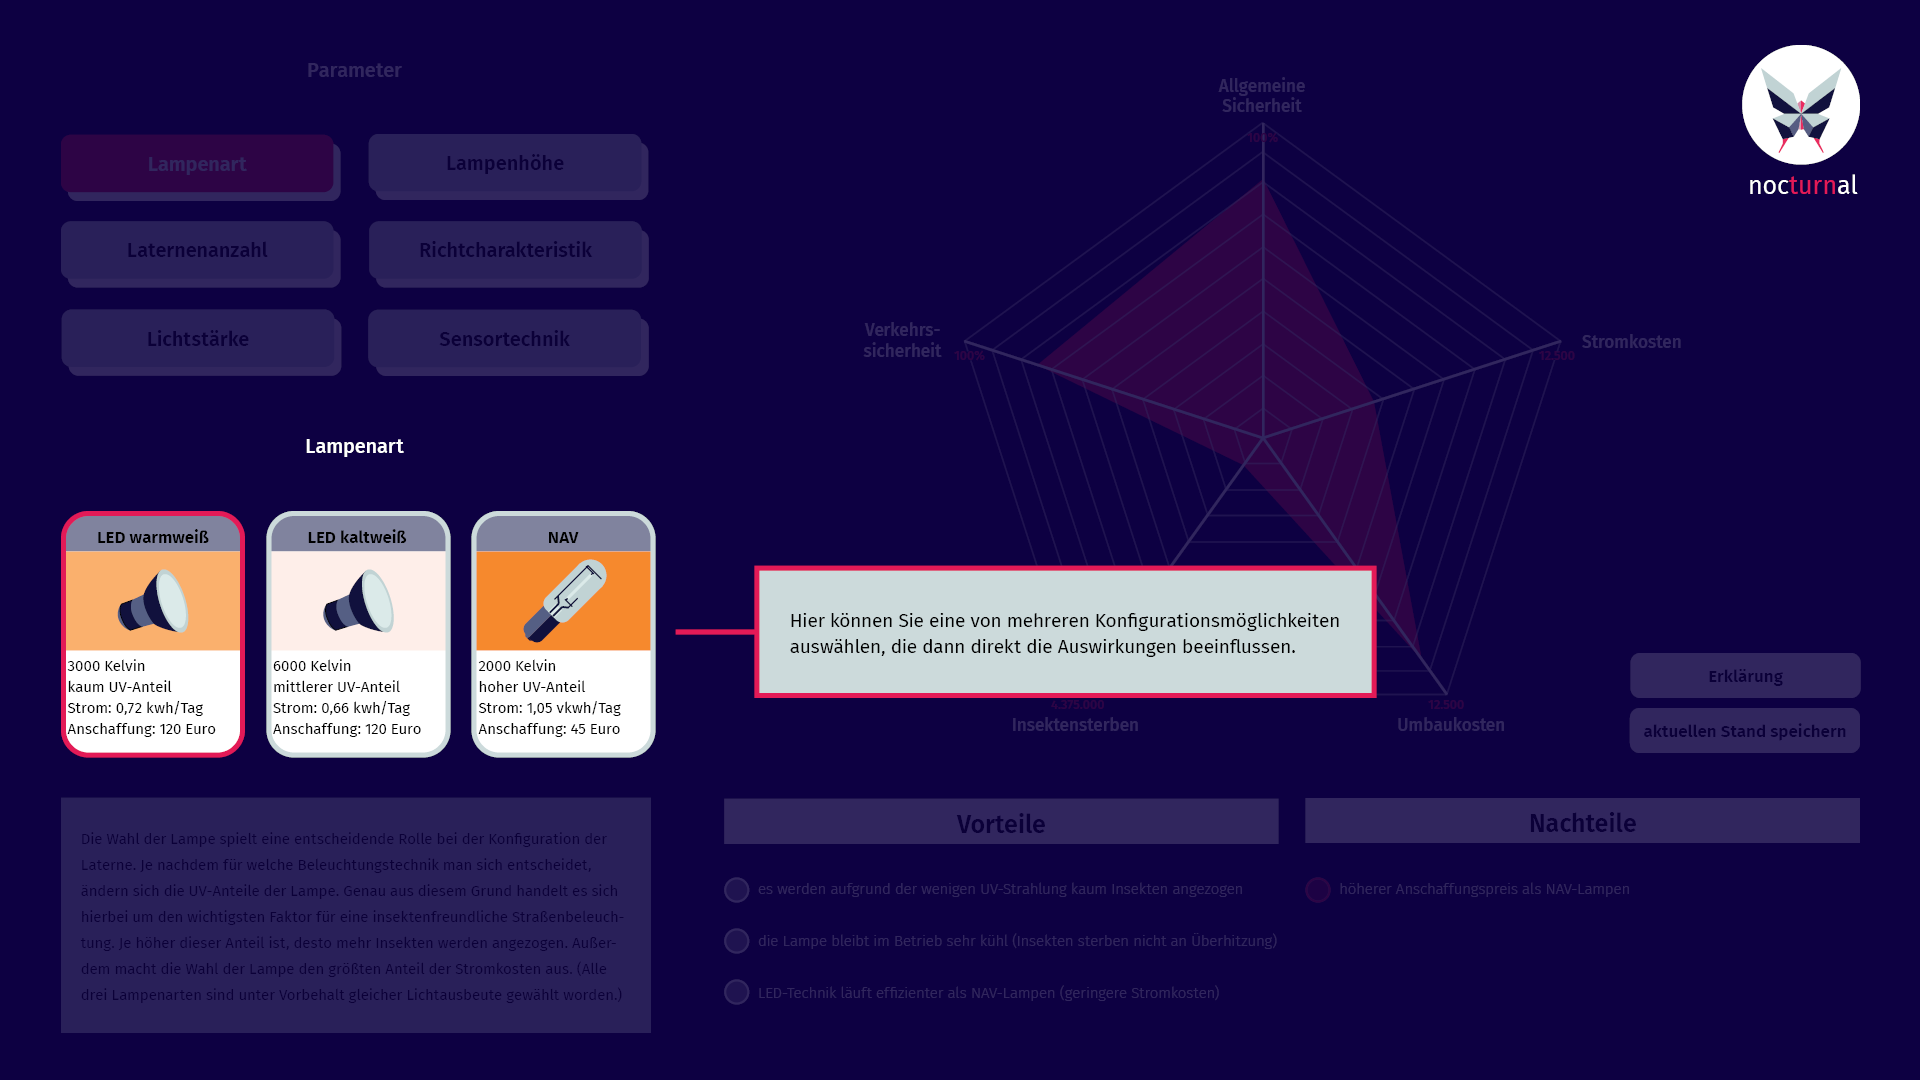 Parameter
Lampenart
Lampenhöhe
Laternenanzahl
Richtcharakteristik
Lichtstärke
Sensortechnik
Lampenart
LED warmweiß
3000 Kelvin
kaum UV-Anteil
Strom: 0,72 kwh/Tag
Anschaffung: 120 Euro
LED kaltweiß
6000 Kelvin
mittlerer UV-Anteil
Strom: 0,66 kwh/Tag
Anschaffung: 120 Euro
NAV
2000 Kelvin
hoher UV-Anteil
Strom: 1,05 vkwh/Tag
Anschaffung: 45 Euro
Die Wahl der Lampe spielt eine entscheidende Rolle bei der Konfiguration der
Laterne. Je nachdem für welche Beleuchtungstechnik man sich entscheidet,
ändern sich die UV-Anteile der Lampe. Genau aus diesem Grund handelt es sich
hierbei um den wichtigsten Faktor für eine insektenfreundliche Straßenbeleuch-
tung. Je höher dieser Anteil ist, desto mehr Insekten werden angezogen. Außer-
dem macht die Wahl der Lampe den größten Anteil der Stromkosten aus. (Alle
drei Lampenarten sind unter Vorbehalt gleicher Lichtausbeute gewählt worden.)
Allgemeine
Sicherheit
100%
Verkehrs-
sicherheit
100%
12.500
Stromkosten
Hier können Sie eine von mehreren Konfigurationsmöglichkeiten
auswählen, die dann direkt die Auswirkungen beeinflussen.
4.375.000
Insektensterben
12.500
Umbaukosten
nocturnal
Erklärung
aktuellen Stand speichern
Vorteile
es werden aufgrund der wenigen UV-Strahlung kaum Insekten angezogen
die Lampe bleibt im Betrieb sehr kühl (Insekten sterben nicht an Überhitzung)
LED-Technik läuft effizienter als NAV-Lampen (geringere Stromkosten)
Nachteile
höherer Anschaffungspreis als NAV-Lampen